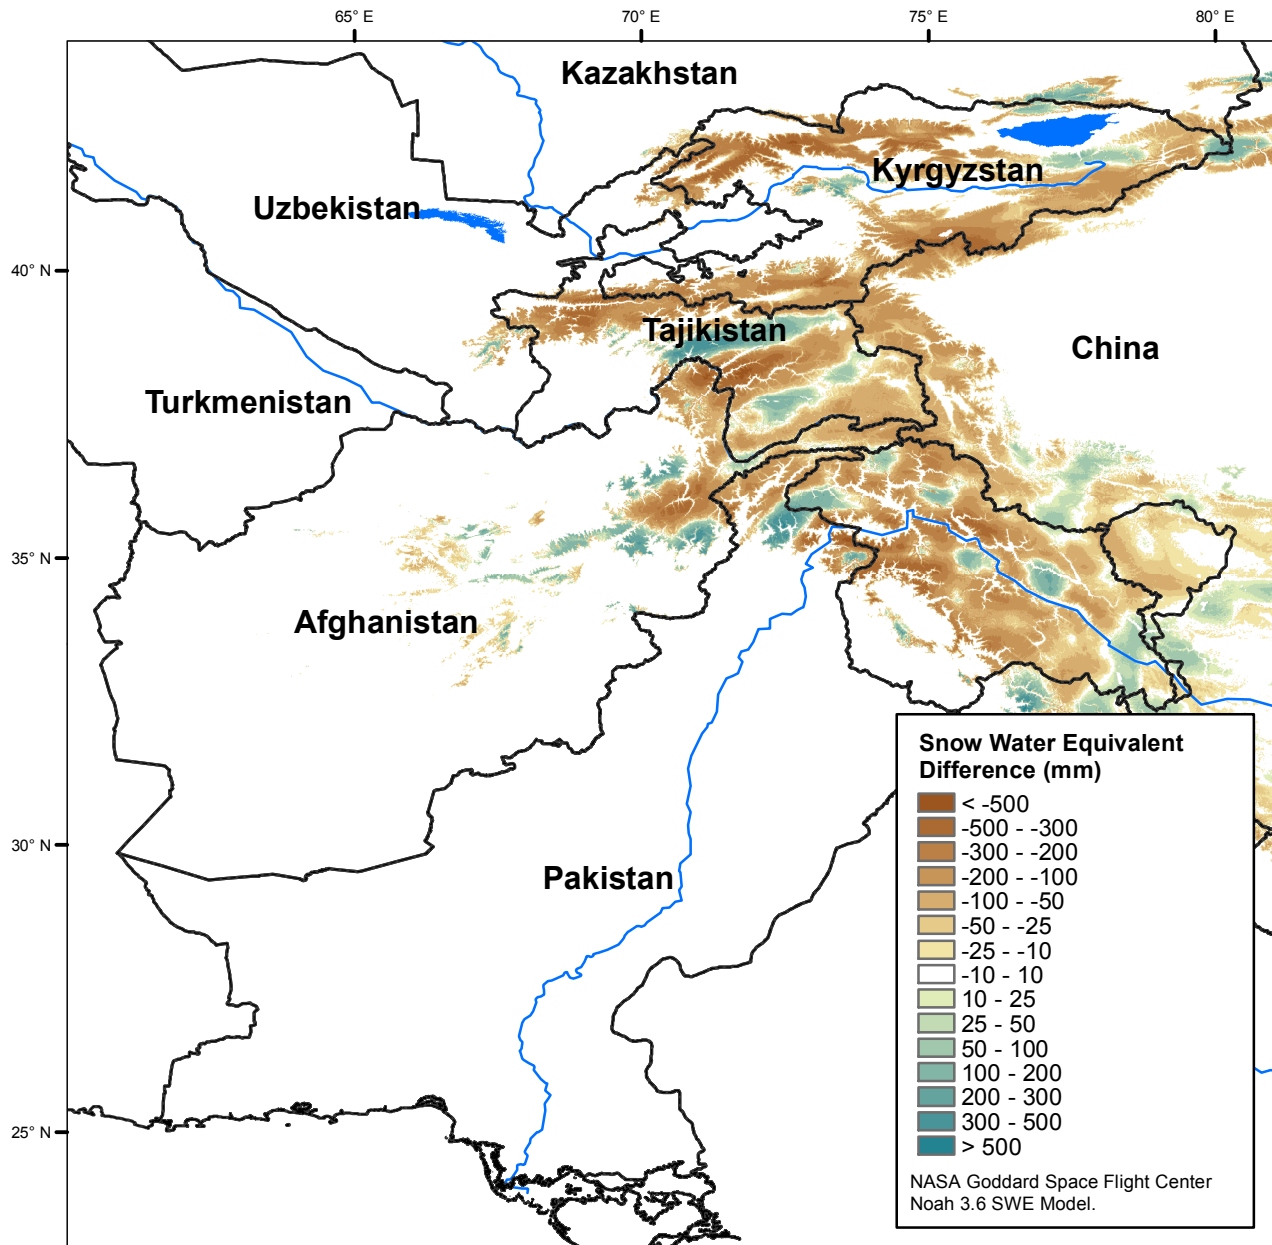 65° E
70° E
75° E
80° E
Kazakhstan
Kyrgyzstan
Uzbekistan
40° N
Tajikistan
China
Turkmenistan
35° N
Afghanistan
Snow Water Equivalent
Difference (mm)
< -500
-500 - -300
-300 - -200
-200 - -100
-100 - -50
-50 - -25
-25 - -10
-10 - 10
10 - 25
25 - 50
50 - 100
100 - 200
200 - 300
300 - 500
> 500
NASA Goddard Space Flight Center
Noah 3.6 SWE Model.
30° N
Pakistan
25° N